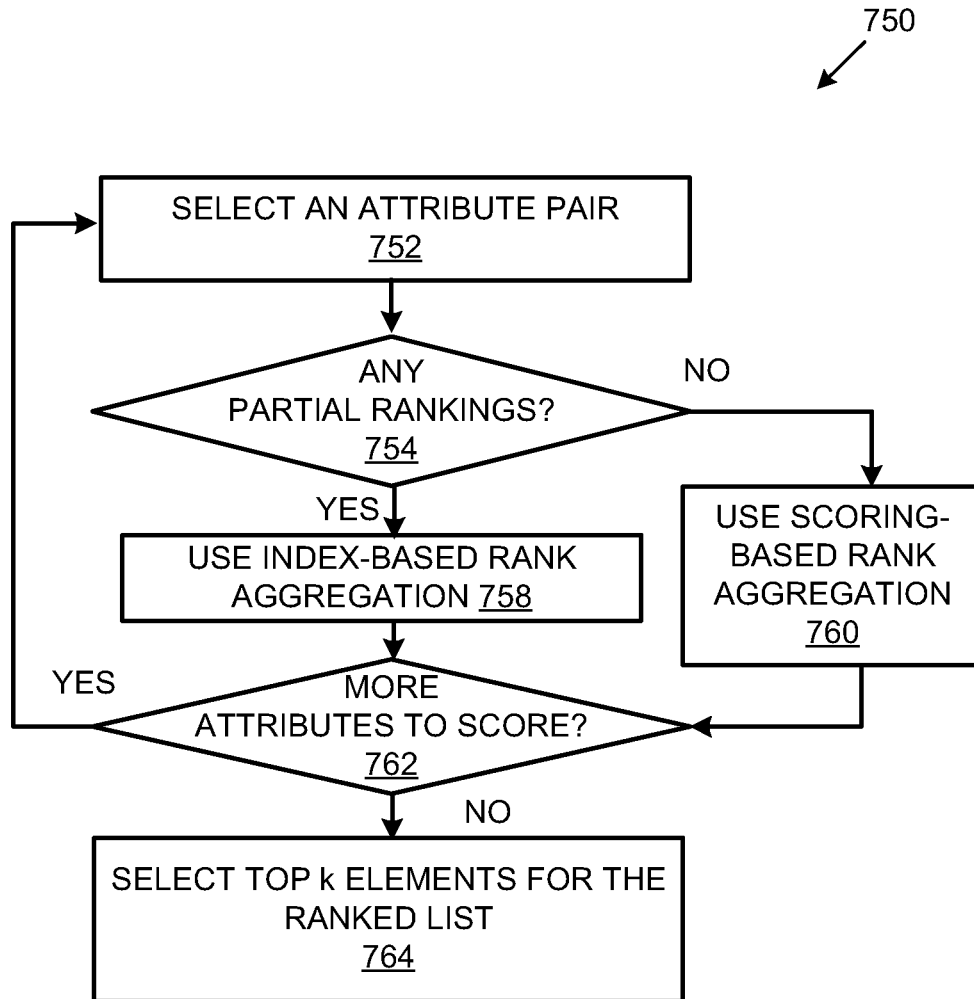 750
SELECT AN ATTRIBUTE PAIR
752
ANY
PARTIAL RANKINGS?
754
NO
YES
USE INDEX-BASED RANK
AGGREGATION 758
USE SCORING-
BASED RANK
AGGREGATION
760
YES
MORE
ATTRIBUTES TO SCORE?
762
NO
SELECT TOP k ELEMENTS FOR THE
RANKED LIST
764